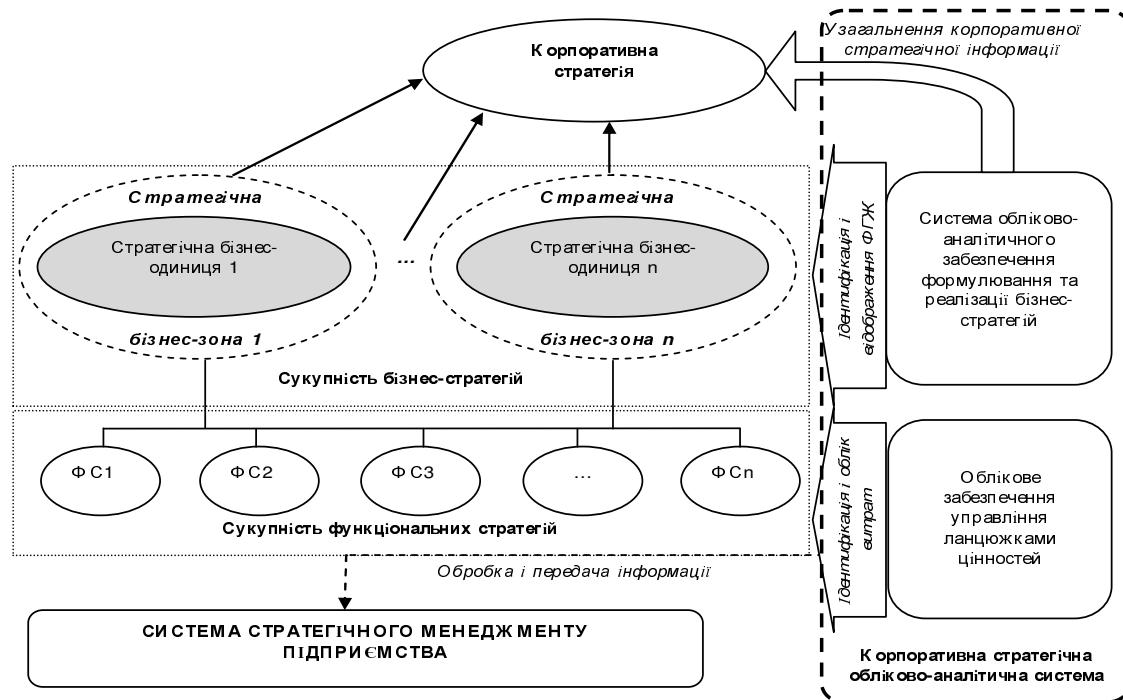 Узагальнення корпоративної
стратегічної інформації
Корпоративна
стратегія
Стратегічна
Стратегічна бізнес-
одиниця 1
бізнес-зона 1
...
Стратегічна
Стратегічна бізнес-
одиниця n
бізнес-зона n
Сукупність бізнес-стратегій
Ідентифікація і
відображення ФГЖ
Система обліково-
аналітичного
забезпечення
формулювання та
реалізації бізнес-
стратегій
ФС1
ФС2
ФС3
...
ФСn
Сукупність функціональних стратегій
Ідентифікація і облік
витрат
Облікове
забезпечення
управління
ланцюжками
цінностей
Обробка і передача інформації
СИСТЕМА СТРАТЕГІЧНОГО МЕНЕДЖМЕНТУ
ПІДПРИЄМСТВА
Корпоративна стратегічна
обліково-аналітична система